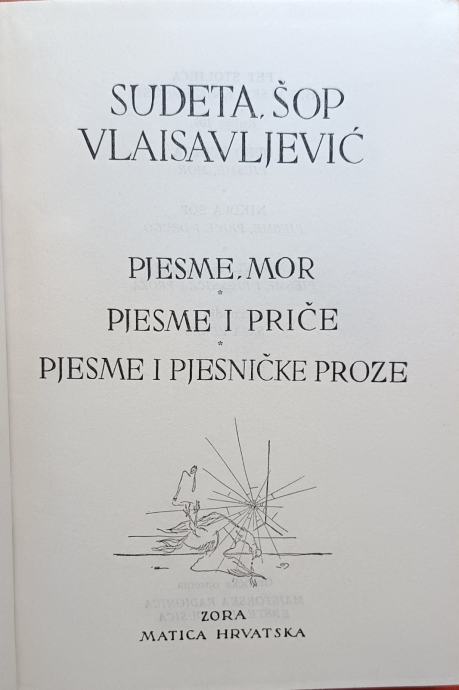 SUDETA, ŠOP
VLAISAVLJEVIĆ
PJESME, MOR
*
PJESME I PRIČE
*
PJESME I PJESNIČKE PROZE
ZORA
MATICA HRVATSKA